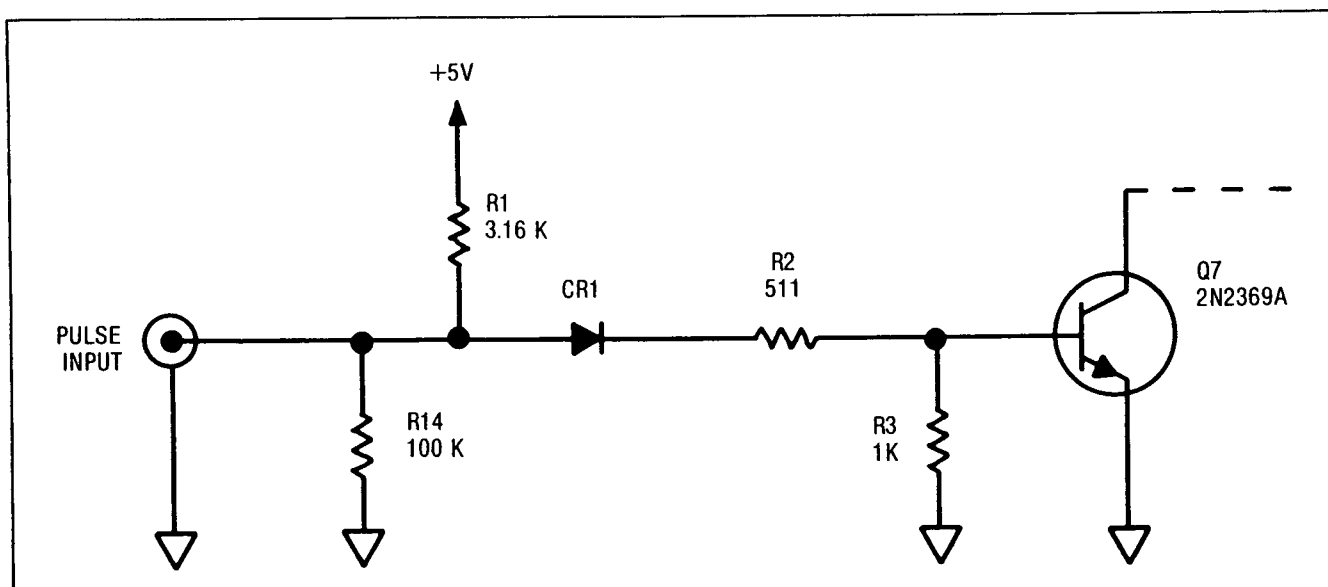 +5V
R1
3.16 K
CR1
R2
511
Q7
2N2369A
PULSE
INPUT
R14
100 K
R3
1K